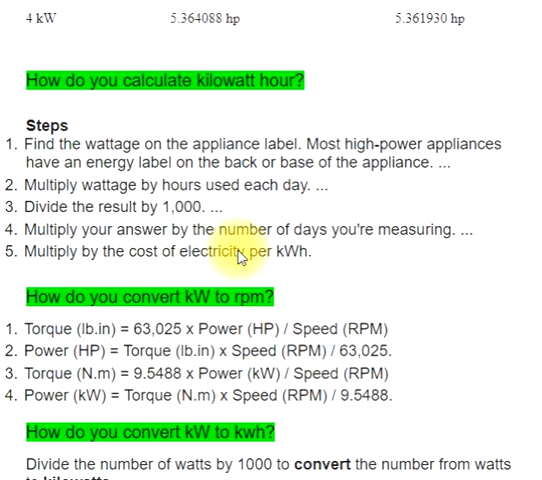 4 kW 5.364088 hp 5.361930 hp
How do you calculate kilowatt hour?
Steps
1. Find the wattage on the appliance label. Most high-power appliances
have an energy label on the back or base of the appliance. ...
2. Multiply wattage by hours used each day. ...
3. Divide the result by 1,000. ...
4. Multiply your answer by the number of days you're measuring. ...
5. Multiply by the cost of electricity per kWh.
How do you convert kW to rpm?
1. Torque (lb.in) = 63,025 x Power (HP) / Speed (RPM)
2. Power (HP) = Torque (lb.in) x Speed (RPM) / 63,025.
3. Torque (N.m) = 9.5488 x Power (kW) / Speed (RPM)
4. Power (kW) = Torque (N.m) x Speed (RPM) / 9.5488.
How do you convert kW to kwh?
Divide the number of watts by 1000 to convert the number from watts